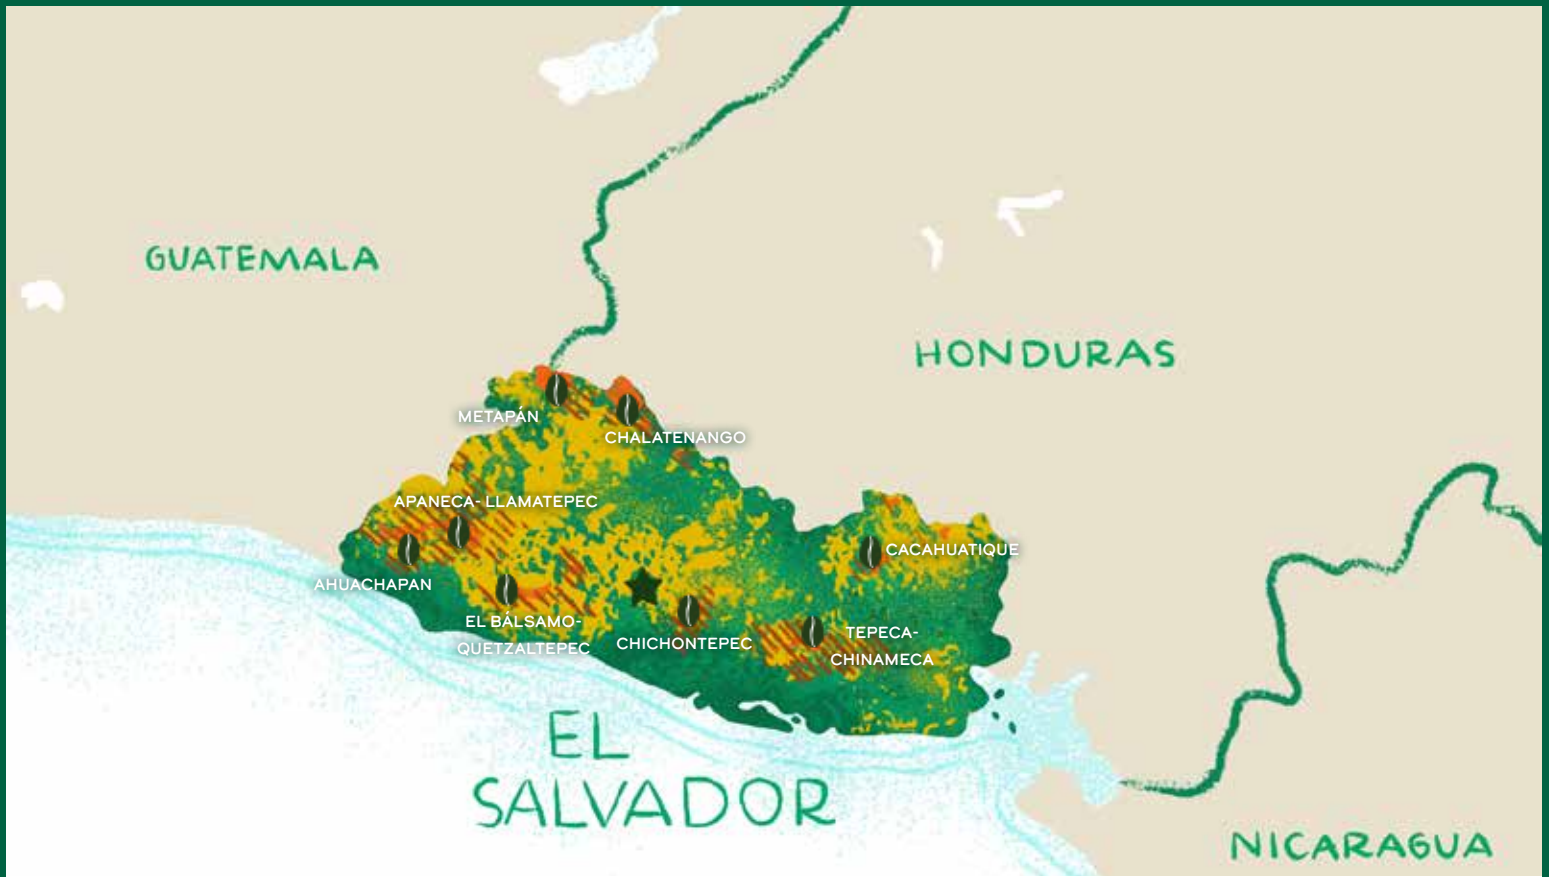 GUATEMALA
HONDURAS
METAPÁN
CHALATENANGO
APANECA- LLAMATEPEC
CACAHUATIQUE
AHUACHAPAN
EL BÁLSAMO-
QUETZALTEPEC
CHICHONTEPEC
TEPECA-
CHINAMECA
EL
SALVADOR
NICARAGUA